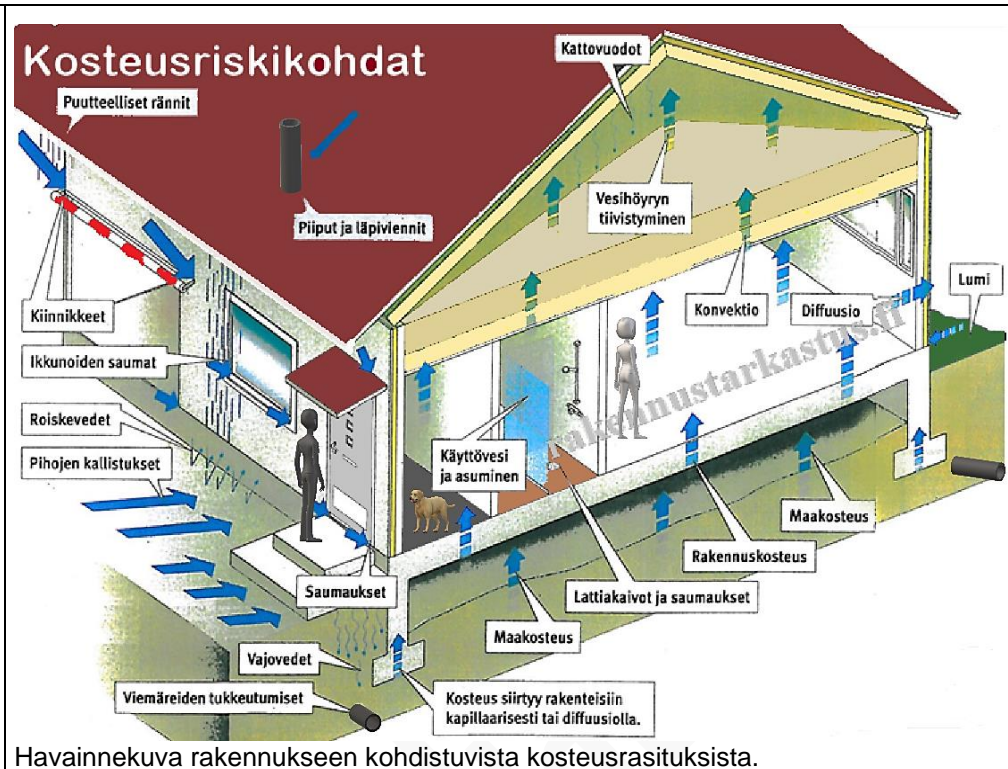 Kosteusriskikohdat
Puutteelliset rännit
Kattovuodot
Piiput ja läpiviennit
Vesihöyryn
tiivistyminen
Kiinnikkeet
Konvektio
Diffuusio
Lumi
Ikkunoiden saumat
rakennustarkastus.fi
Roiskevedet
Pihojen kallistukset
Käyttövesi
ja asuminen
Maakosteus
Rakennuskosteus
Saumaukset
Lattiakaivot ja saumaukset
Maakosteus
Vajovedet
Viemäreiden tukkeutumiset
Kosteus siirtyy rakenteisiin
kapillaarisesti tai diffuusiolla.
Havainnekuva rakennukseen kohdistuvista kosteusrasituksista.